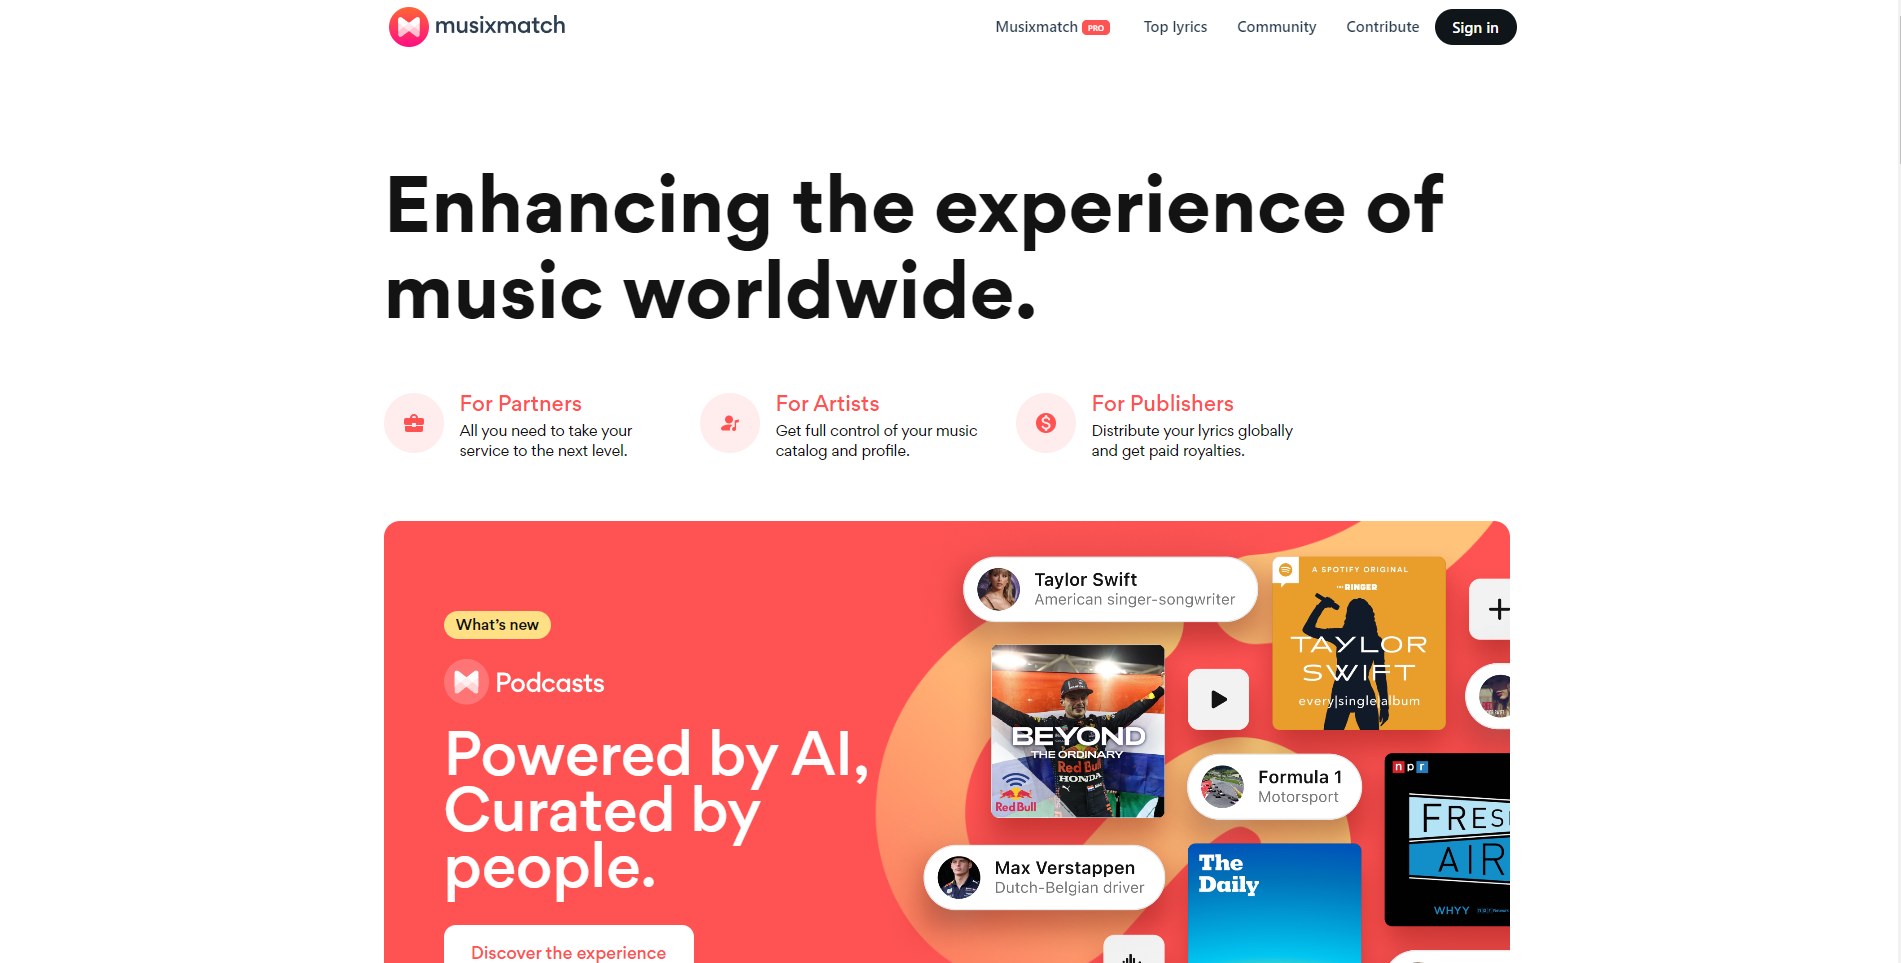 musixmatch
Musixmatch PRO
Top lyrics
Community
Contribute
Sign in
Enhancing the experience of
music worldwide.
For Partners
All you need to take your
service to the next level.
For Artists
Get full control of your music
catalog and profile.
For Publishers
Distribute your lyrics globally
and get paid royalties.
What's new
Podcasts
Powered by AI,
Curated by
people.
Discover the experience
Taylor Swift
American singer-songwriter
A SPOTIFY ORIGINAL
THE RINGER
TAYLOR
SWIFT
every|single|album
BEYOND
THE ORDINARY
Red Bull
HONDA
Red Bull
Formula 1
Motorsport
npr
FRES
AIR
WHYY
Max Verstappen
Dutch-Belgian driver
The
Daily